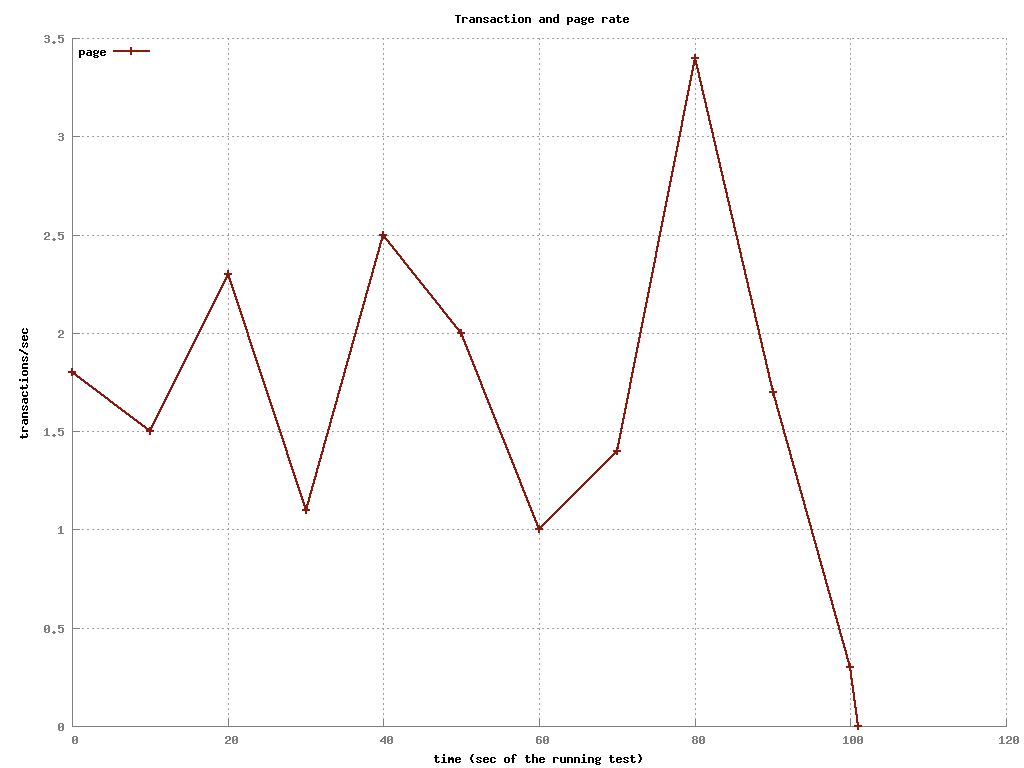 Transaction and page rate
3.5
page
3
2.5
2
1.5
1
0.5
0
transactions/sec
0 20 40 60 80 100 120
time (sec of the running test)